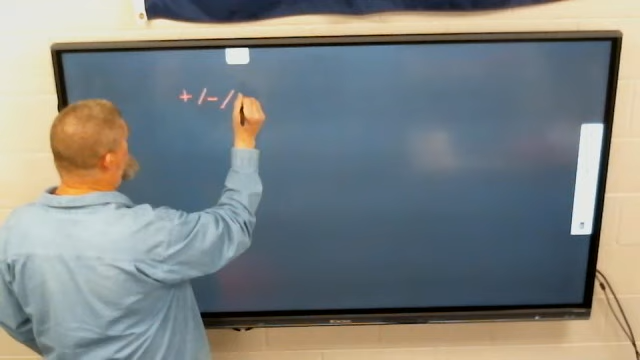 + / - /